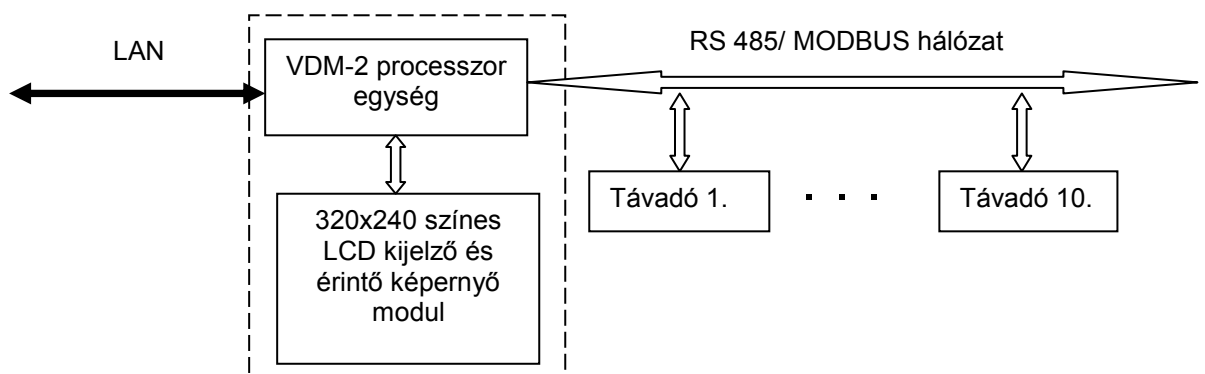 LAN
VDM-2 processzor
egység
RS 485/ MODBUS hálózat
320x240 színes
LCD kijelző és
érintő képernyő
modul
Távadó 1.
. . .
Távadó 10.